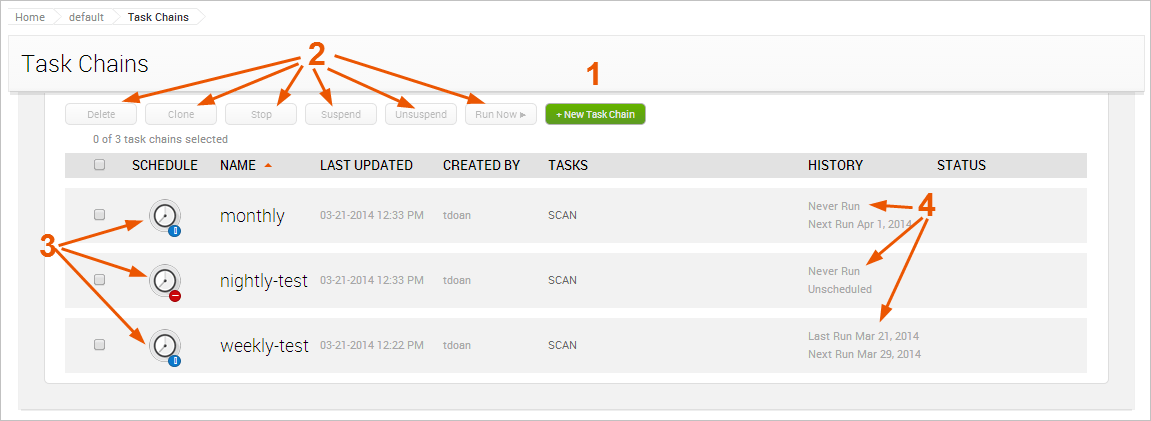 Home default Task Chains
Task Chains
2
1
Delete Clone Stop Suspend Unsuspend Run Now ▶ + New Task Chain
0 of 3 task chains selected
SCHEDULE NAME LAST UPDATED CREATED BY TASKS HISTORY STATUS
monthly 03-21-2014 12:33 PM tdoan SCAN Never Run
Next Run Apr 1, 2014
4
3
nightly-test 03-21-2014 12:33 PM tdoan SCAN Never Run
Unscheduled
weekly-test 03-21-2014 12:22 PM tdoan SCAN Last Run Mar 21, 2014
Next Run Mar 29, 2014